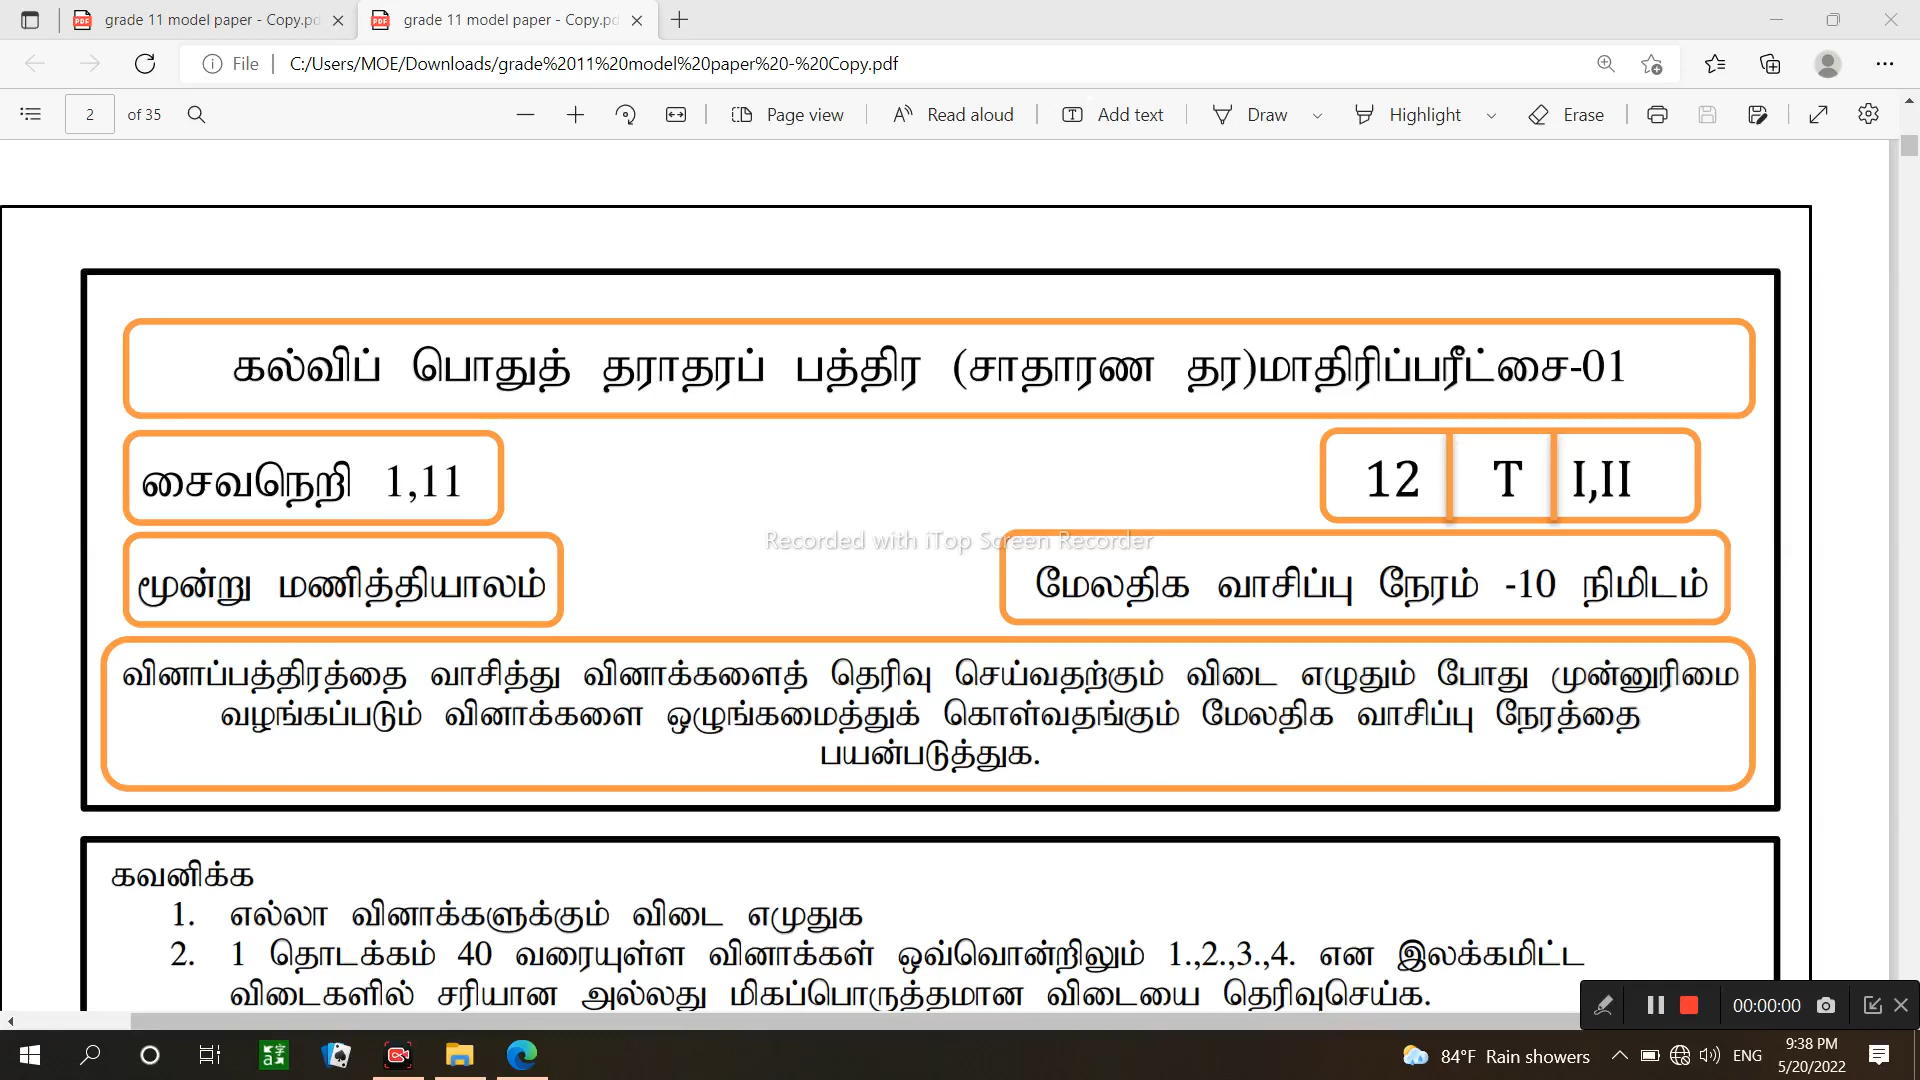 grade 11 model paper - Copy.pd
grade 11 model paper - Copy.pd
File
C:/Users/MOE/Downloads/grade%2011%20model%20paper%20-%20Copy.pdf
2 of 35
Page view
Read aloud
Add text
Draw
Highlight
Erase
கல்விப் பொதுத் தராதரப் பத்திர (சாதாரண தர)மாதிரிப்பரீட்சை-01
சைவநெறி 1,11
12 T I,II
Recorded with iTop Screen Recorder
மூன்று மணித்தியாலம்
மேலதிக வாசிப்பு நேரம் -10 நிமிடம்
வினாப்பத்திரத்தை வாசித்து வினாக்களைத் தெரிவு செய்வதற்கும் விடை எழுதும் போது முன்னுரிமை
வழங்கப்படும் வினாக்களை ஒழுங்கமைத்துக் கொள்வதங்கும் மேலதிக வாசிப்பு நேரத்தை
பயன்படுத்துக.
கவனிக்க
1. எல்லா வினாக்களுக்கும் விடை எமுதுக
2. 1 தொடக்கம் 40 வரையுள்ள வினாக்கள் ஒவ்வொன்றிலும் 1.,2.,3.,4. என இலக்கமிட்ட
விடைகளில் சரியான அல்லது மிகப்பொருத்தமான விடையை தெரிவுசெய்க.
00:00:00
84°F Rain showers
ENG
9:38 PM
5/20/2022